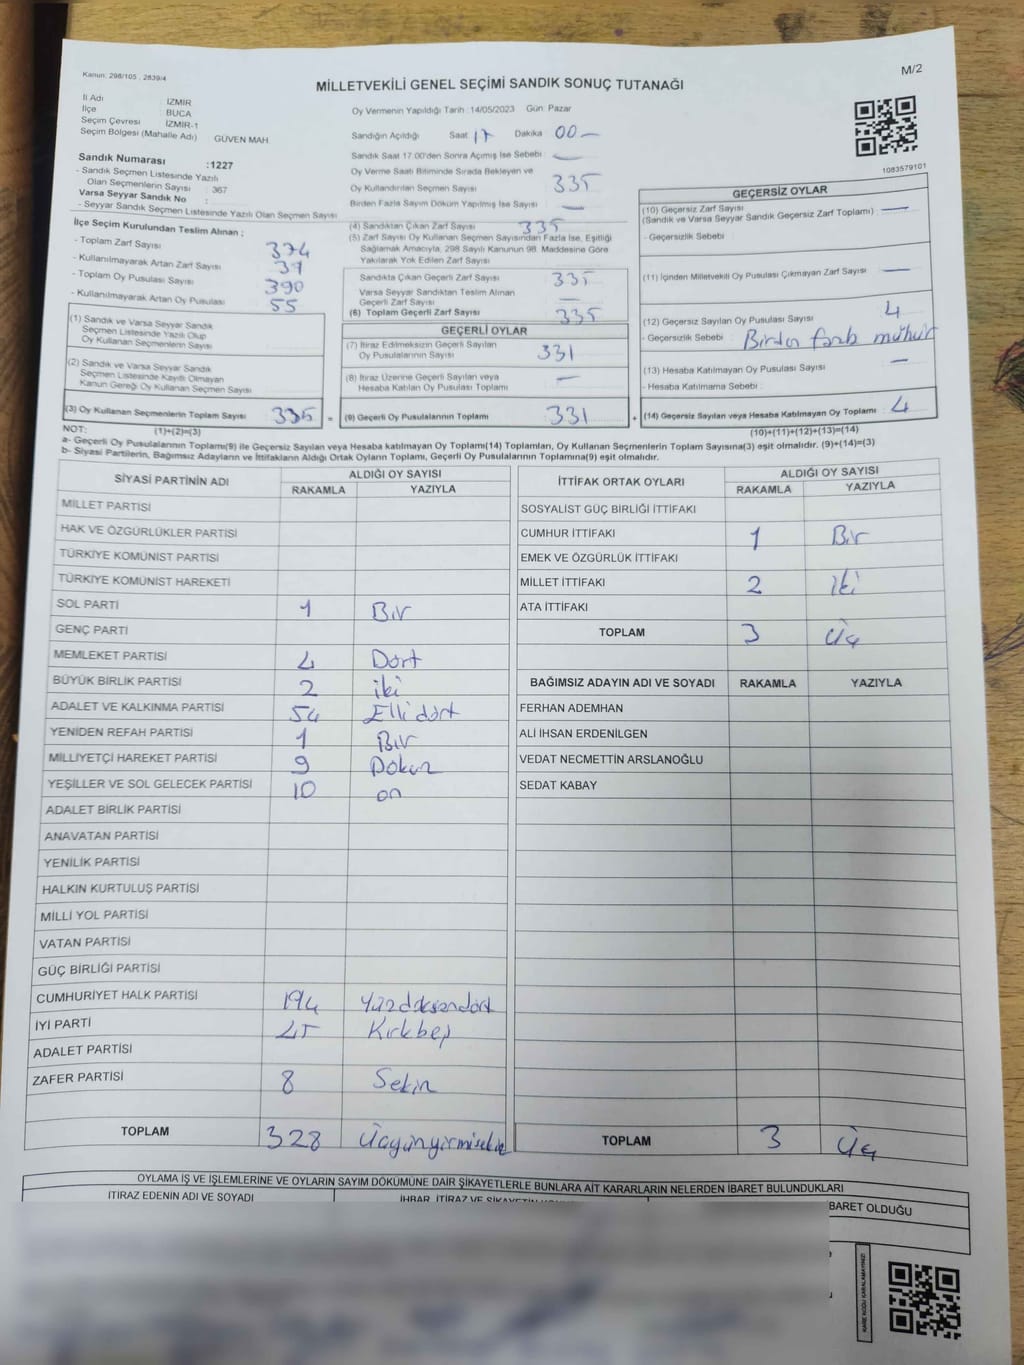 Kanun: 298/105 , 2839/4
M/2
MİLLETVEKİLİ GENEL SEÇİMİ SANDIK SONUÇ TUTANAĞI
İl Adı : İZMİR
İlçe : BUCA
Seçim Çevresi : İZMİR-1
Seçim Bölgesi (Mahalle Adı) GÜVEN MAH.
Sandık Numarası :1227
- Sandık Seçmen Listesinde Yazılı
Olan Seçmenlerin Sayısı : 367
Varsa Seyyar Sandık No :
- Seyyar Sandık Seçmen Listesinde Yazılı Olan Seçmen Sayısı
İlçe Seçim Kurulundan Teslim Alınan ;
- Toplam Zarf Sayısı 374
- Kullanılmayarak Artan Zarf Sayısı
- Toplam Oy Pusulası Sayısı 390
- Kullanılmayarak Artan Oy Pusulası 55
(1) Sandık ve Varsa Seyyar Sandık
Seçmen Listesinde Yazılı Olup
Oy Kullanan Seçmenlerin Sayısı
(2) Sandık ve Varsa Seyyar Sandık
Seçmen Listesinde Kayıtlı Olmayan
Kanun Gereği Oy Kullanan Seçmen Sayısı
(3) Oy Kullanan Seçmenlerin Toplam Sayısı 335 =
(1)+(2)=(3)
Oy Vermenin Yapıldığı Tarih :14/05/2023 Gün: Pazar
Sandığın Açıldığı Saat 17 Dakika 00
Sandık Saat 17.00'den Sonra Açılmış İse Sebebi : —
Oy Verme Saati Bitiminde Sırada Bekleyen ve
Oy Kullandırılan Seçmen Sayısı 335
Birden Fazla Sayım Döküm Yapılmış İse Sayısı —
(4) Sandıktan Çıkan Zarf Sayısı 335
(5) Zarf Sayısı Oy Kullanan Seçmen Sayısından Fazla İse, Eşitliği
Sağlamak Amacıyla, 298 Sayılı Kanunun 98. Maddesine Göre
Yakılarak Yok Edilen Zarf Sayısı
Sandıkta Çıkan Geçerli Zarf Sayısı 335
Varsa Seyyar Sandıktan Teslim Alınan
Geçerli Zarf Sayısı —
(6) Toplam Geçerli Zarf Sayısı 335
GEÇERLİ OYLAR
(7) İtiraz Edilmeksizin Geçerli Sayılan
Oy Pusulalarının Sayısı 331
(8) İtiraz Üzerine Geçerli Sayılan veya
Hesaba Katılan Oy Pusulası Toplamı —
(9) Geçerli Oy Pusulalarının Toplamı 331 +
1083579101
GEÇERSİZ OYLAR
(10) Geçersiz Zarf Sayısı
(Sandık ve Varsa Seyyar Sandık Geçersiz Zarf Toplamı) : —
- Geçersizlik Sebebi :
(11) İçinden Milletvekili Oy Pusulası Çıkmayan Zarf Sayısı —
(12) Geçersiz Sayılan Oy Pusulası Sayısı 4
- Geçersizlik Sebebi : Birden fazla mühür
(13) Hesaba Katılmayan Oy Pusulası Sayısı —
- Hesaba Katılmama Sebebi :
(14) Geçersiz Sayılan veya Hesaba Katılmayan Oy Toplamı : 4
(10)+(11)+(12)+(13)=(14)
NOT:
a- Geçerli Oy Pusulalarının Toplamı(9) ile Geçersiz Sayılan veya Hesaba katılmayan Oy Toplamı(14) Toplamları, Oy Kullanan Seçmenlerin Toplam Sayısına(3) eşit olmalıdır. (9)+(14)=(3)
b- Siyasi Partilerin, Bağımsız Adayların ve İttifakların Aldığı Ortak Oyların Toplamı, Geçerli Oy Pusulalarının Toplamına(9) eşit olmalıdır.
SİYASİ PARTİNİN ADI ALDIĞI OY SAYISI
RAKAMLA YAZIYLA
MİLLET PARTİSİ
HAK VE ÖZGÜRLÜKLER PARTİSİ
TÜRKİYE KOMÜNİST PARTİSİ
TÜRKİYE KOMÜNİST HAREKETİ
SOL PARTİ 1 Bir
GENÇ PARTİ
MEMLEKET PARTİSİ 4 Dört
BÜYÜK BİRLİK PARTİSİ 2 iki
ADALET VE KALKINMA PARTİSİ 54 Elli dört
YENİDEN REFAH PARTİSİ 1 Bir
MİLLİYETÇİ HAREKET PARTİSİ 9 Dokuz
YEŞİLLER VE SOL GELECEK PARTİSİ 10 on
ADALET BİRLİK PARTİSİ
ANAVATAN PARTİSİ
YENİLİK PARTİSİ
HALKIN KURTULUŞ PARTİSİ
MİLLİ YOL PARTİSİ
VATAN PARTİSİ
GÜÇ BİRLİĞİ PARTİSİ
CUMHURİYET HALK PARTİSİ 194 Yüzdoksandört
İYİ PARTİ 45 Kırkbeş
ADALET PARTİSİ
ZAFER PARTİSİ 8 Sekiz
TOPLAM 328 Üçyüzyirmisekiz
İTTİFAK ORTAK OYLARI ALDIĞI OY SAYISI
RAKAMLA YAZIYLA
SOSYALİST GÜÇ BİRLİĞİ İTTİFAKI
CUMHUR İTTİFAKI 1 Bir
EMEK VE ÖZGÜRLÜK İTTİFAKI
MİLLET İTTİFAKI 2 iki
ATA İTTİFAKI
TOPLAM 3 Üç
BAĞIMSIZ ADAYIN ADI VE SOYADI RAKAMLA YAZIYLA
FERHAN ADEMHAN
ALİ İHSAN ERDENİLGEN
VEDAT NECMETTİN ARSLANOĞLU
SEDAT KABAY
TOPLAM 3 Üç
OYLAMA İŞ VE İŞLEMLERİNE VE OYLARIN SAYIM DÖKÜMÜNE DAİR ŞİKAYETLERLE BUNLARA AİT KARARLARIN NELERDEN İBARET BULUNDUKLARI
İTİRAZ EDENİN ADI VE SOYADI İHBAR, İTİRAZ VE ŞİKAYETİN
BARET OLDUĞU
KARE KODU KARALAMAYINIZ!